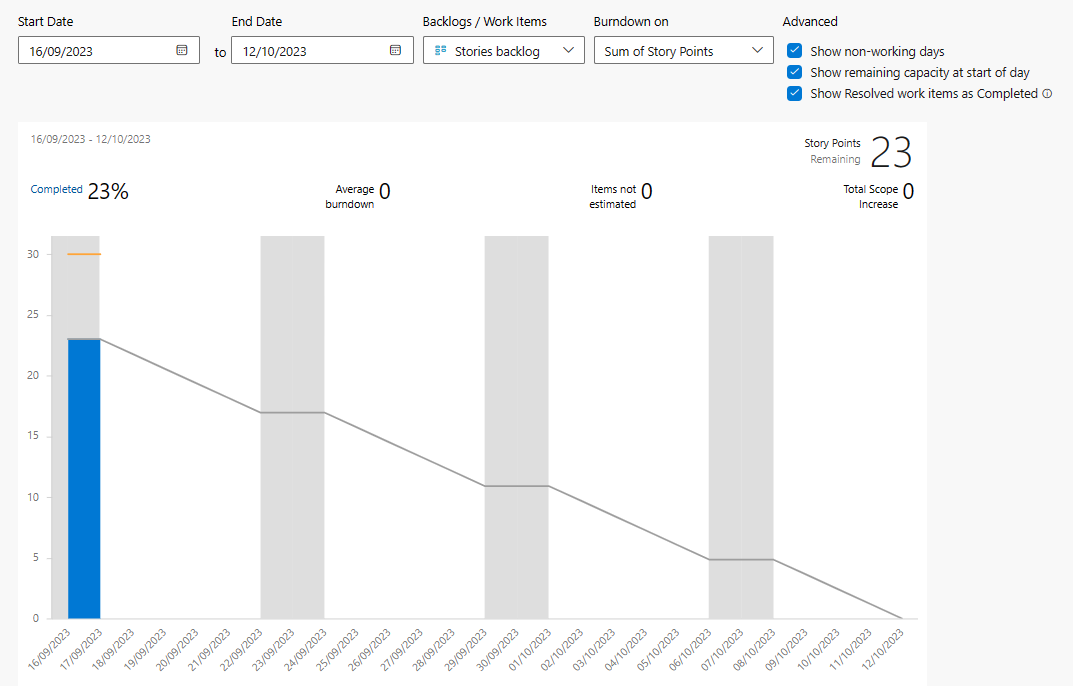 Start Date
End Date
Backlogs / Work Items
Burndown on
Advanced
16/09/2023
to
12/10/2023
Stories backlog
Sum of Story Points
Show non-working days
Show remaining capacity at start of day
Show Resolved work items as Completed
16/09/2023 - 12/10/2023
Story Points
Remaining
23
Completed 23%
Average
burndown
0
Items not
estimated
0
Total Scope
Increase
0
30
25
20
15
10
5
0
16/09/2023
17/09/2023
18/09/2023
19/09/2023
20/09/2023
21/09/2023
22/09/2023
23/09/2023
24/09/2023
25/09/2023
26/09/2023
27/09/2023
28/09/2023
29/09/2023
30/09/2023
01/10/2023
02/10/2023
03/10/2023
04/10/2023
05/10/2023
06/10/2023
07/10/2023
08/10/2023
09/10/2023
10/10/2023
11/10/2023
12/10/2023